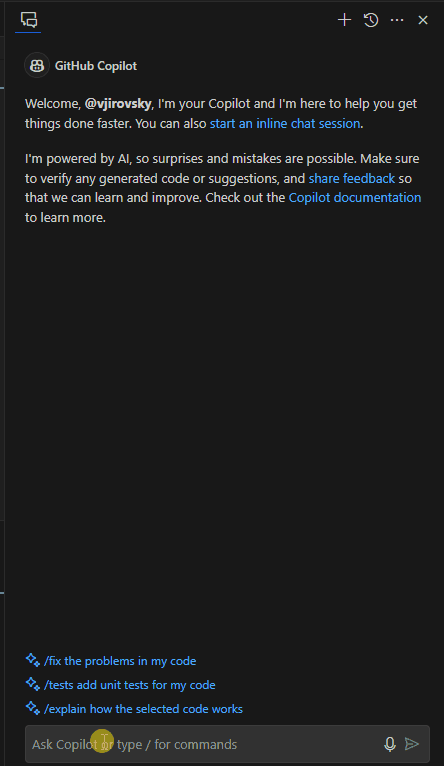 GitHub Copilot
Welcome, @vjirovsky, I'm your Copilot and I'm here to help you get
things done faster. You can also start an inline chat session.
I'm powered by AI, so surprises and mistakes are possible. Make sure
to verify any generated code or suggestions, and share feedback so
that we can learn and improve. Check out the Copilot documentation
to learn more.
/fix the problems in my code
/tests add unit tests for my code
/explain how the selected code works
Ask Copilot or type / for commands